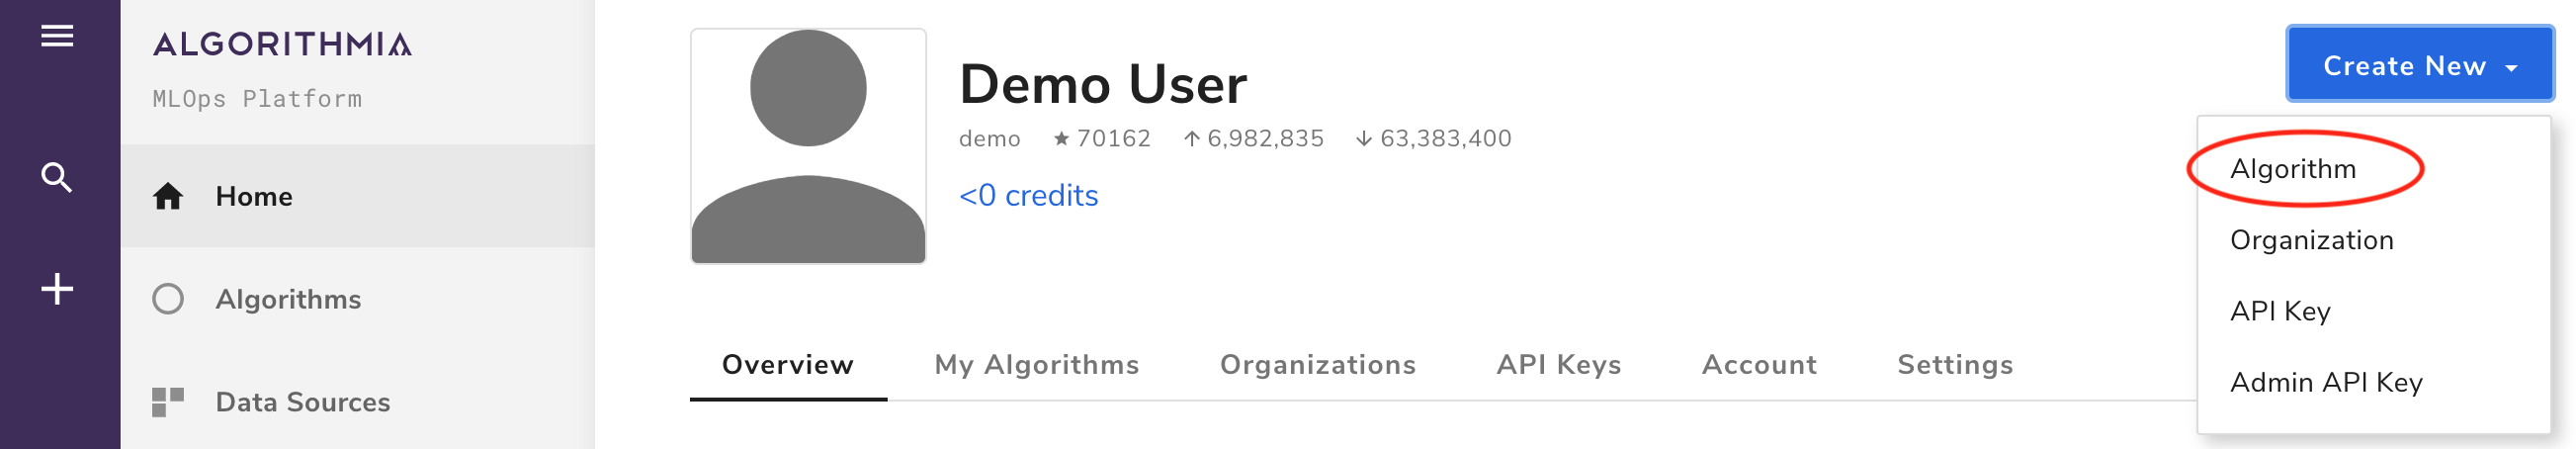 ALGORITHMIA
MLOps Platform
Home
Algorithms
Data Sources
Demo User
demo ★ 70162 ↑ 6,982,835 ↓ 63,383,400
<0 credits
Overview My Algorithms Organizations API Keys Account Settings
Create New
Algorithm
Organization
API Key
Admin API Key